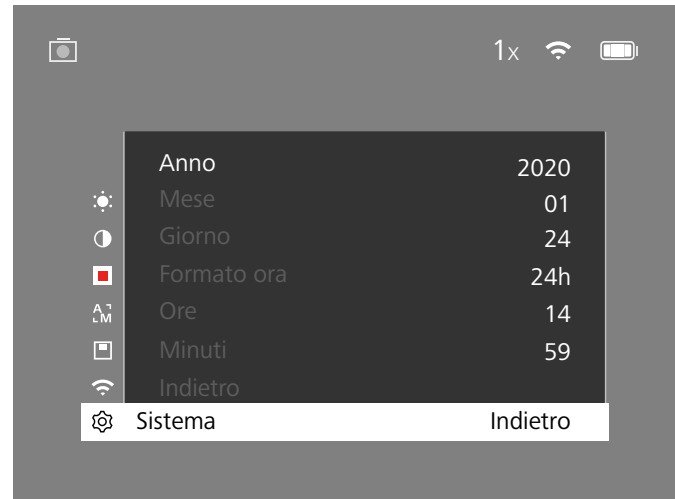 1x
Anno 2020
Mese 01
Giorno 24
Formato ora 24h
Ore 14
Minuti 59
Indietro
Sistema Indietro